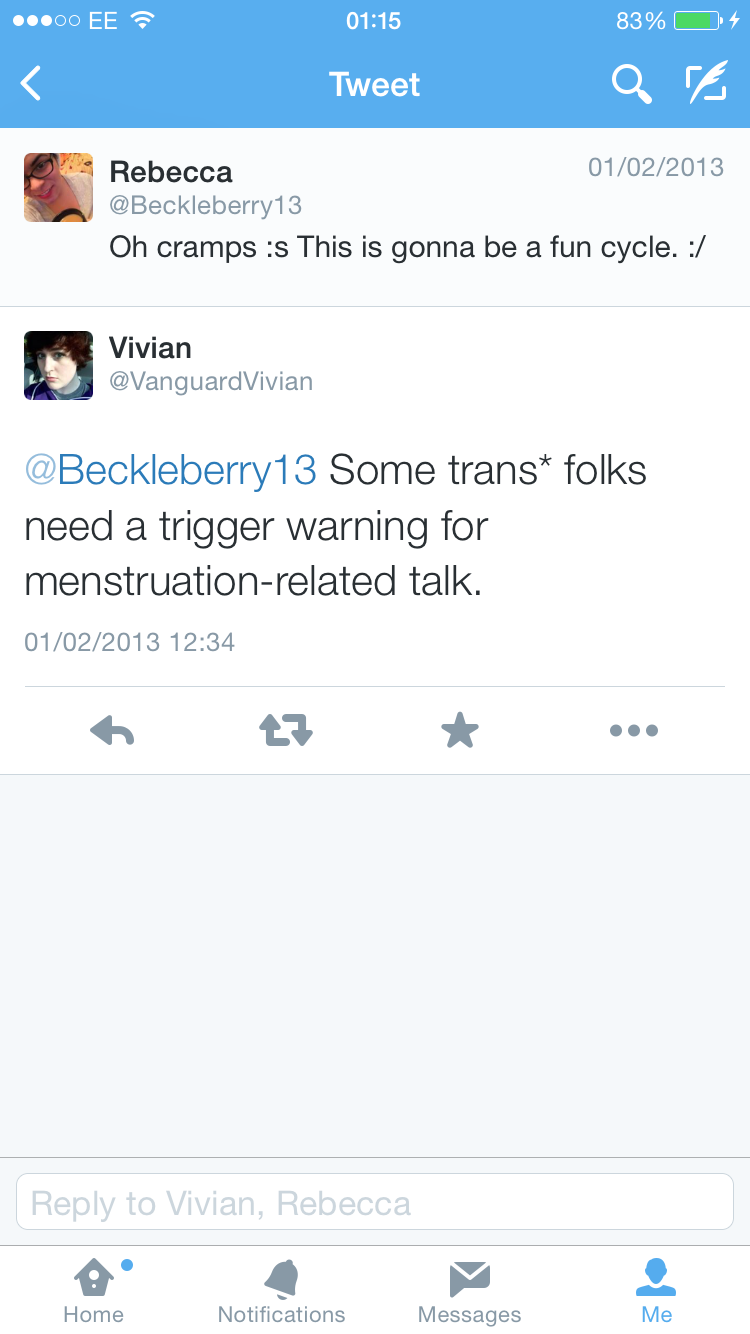 EE 01:15 83%
Tweet
Rebecca 01/02/2013
@Beckleberry13
Oh cramps :s This is gonna be a fun cycle. :/
Vivian
@VanguardVivian
@Beckleberry13 Some trans* folks
need a trigger warning for
menstruation-related talk.
01/02/2013 12:34
Reply to Vivian, Rebecca
Home Notifications Messages Me